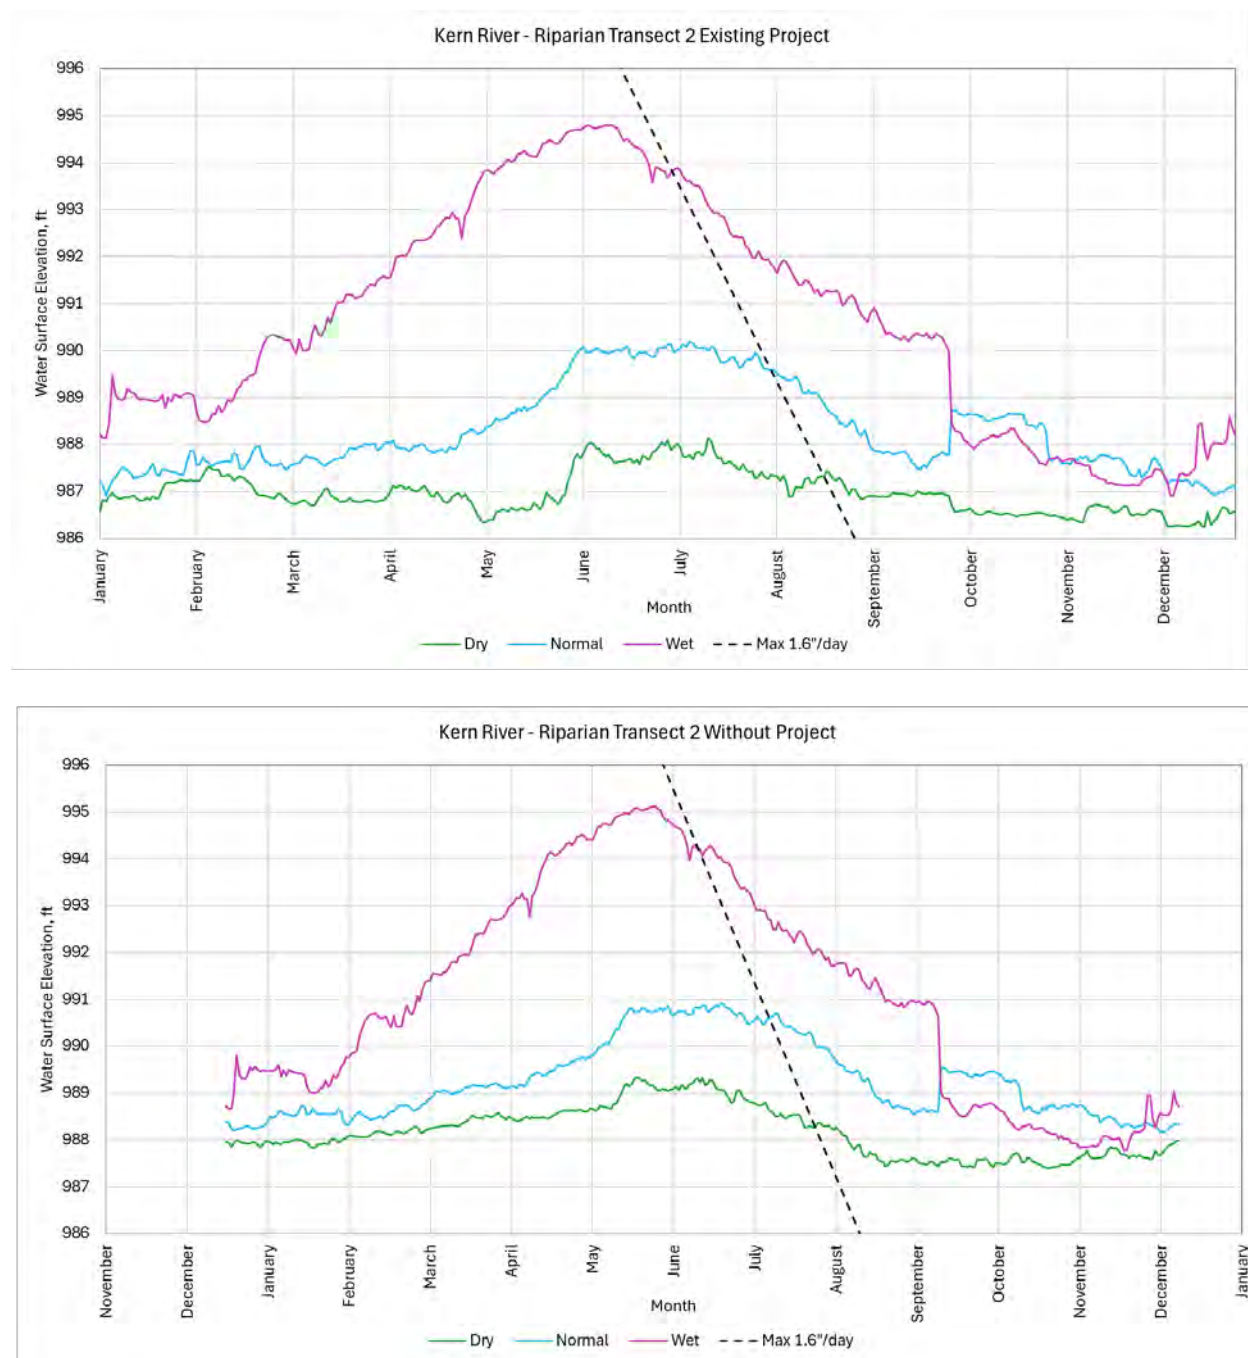 Kern River - Riparian Transect 2 Existing Project
996
995
994
993
992
991
990
989
988
987
986
Water Surface Elevation, ft
January
February
March
April
May
June
July
August
September
October
November
December
Month
Dry Normal Wet Max 1.6"/day
Kern River - Riparian Transect 2 Without Project
996
995
994
993
992
991
990
989
988
987
986
Water Surface Elevation, ft
November
December
January
February
March
April
May
June
July
August
September
October
November
December
January
Month
Dry Normal Wet Max 1.6"/day